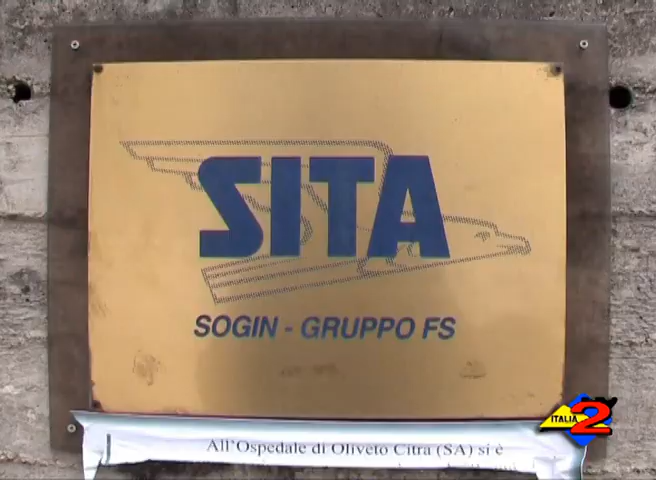 SITA
SOGIN - GRUPPO FS
ITALIA 2
All'Ospedale di Oliveto Citra (SA) si è